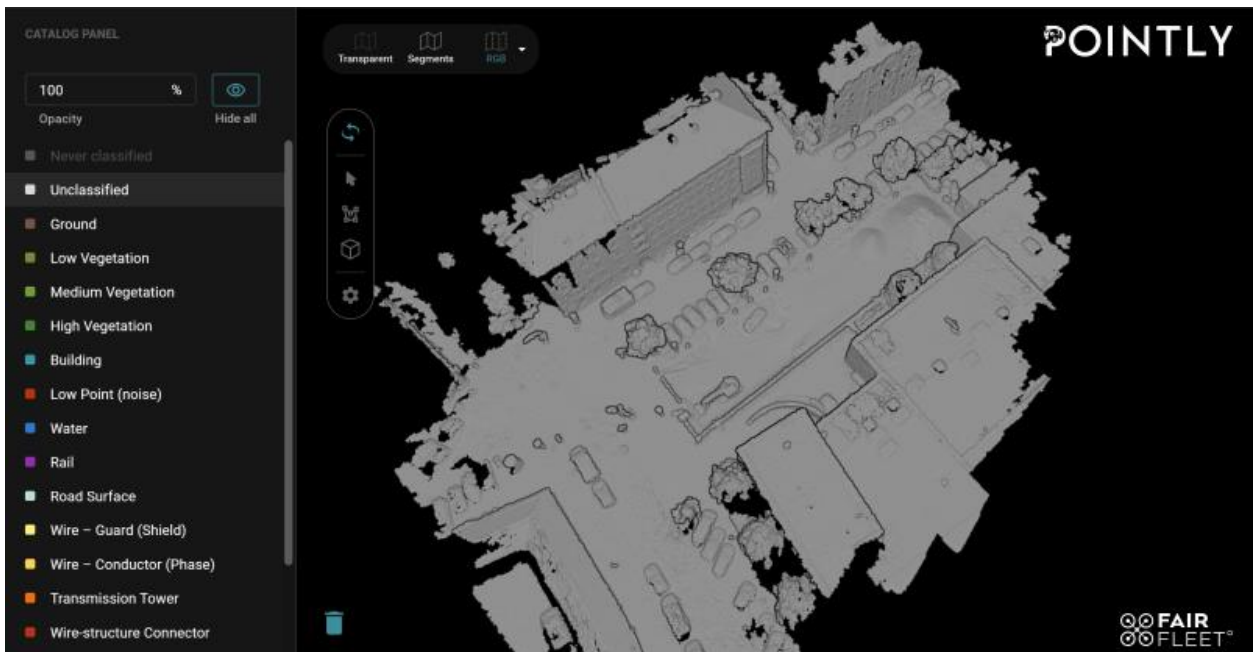 CATALOG PANEL
100 %
Opacity
Hide all
Never classified
Unclassified
Ground
Low Vegetation
Medium Vegetation
High Vegetation
Building
Low Point (noise)
Water
Rail
Road Surface
Wire – Guard (Shield)
Wire – Conductor (Phase)
Transmission Tower
Wire-structure Connector
Transparent
Segments
RGB
POINTLY
FAIR
FLEET